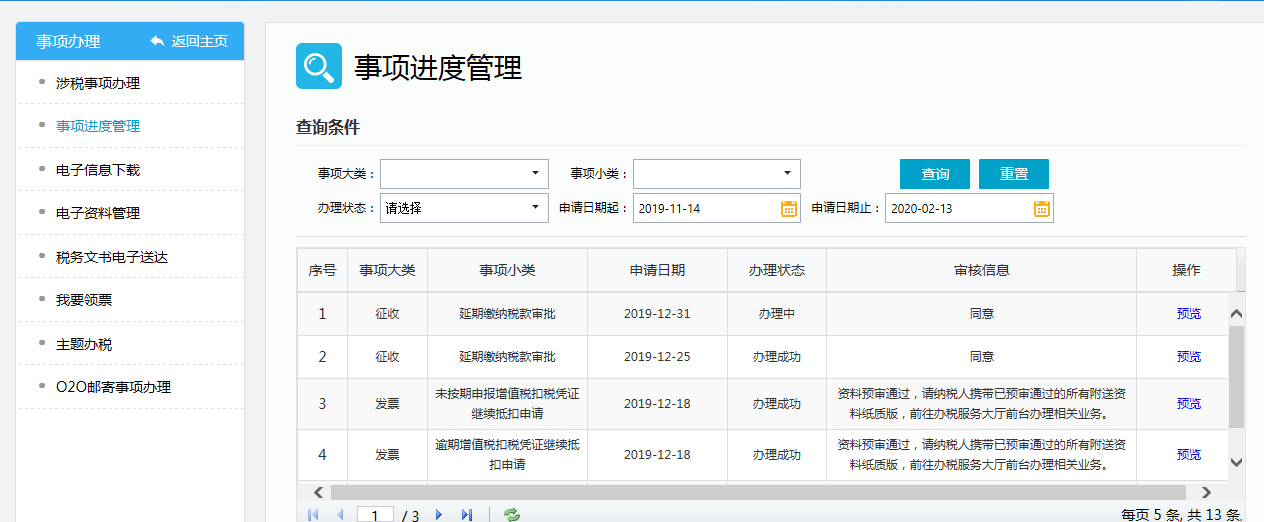 事项办理 返回主页
涉税事项办理
事项进度管理
电子信息下载
电子资料管理
税务文书电子送达
我要领票
主题办税
O2O邮寄事项办理
事项进度管理
查询条件
事项大类： 事项小类： 查询 重置
办理状态： 请选择 申请日期起： 2019-11-14 申请日期止： 2020-02-13
序号 事项大类 事项小类 申请日期 办理状态 审核信息 操作
1 征收 延期缴纳税款审批 2019-12-31 办理中 同意 预览
2 征收 延期缴纳税款审批 2019-12-25 办理成功 同意 预览
3 发票 未按期申报增值税扣税凭证
继续抵扣申请 2019-12-18 办理成功 资料预审通过，请纳税人携带已预审通过的所有附送资
料纸质版，前往办税服务大厅前台办理相关业务。 预览
4 发票 逾期增值税扣税凭证继续抵
扣申请 2019-12-18 办理成功 资料预审通过，请纳税人携带已预审通过的所有附送资
料纸质版，前往办税服务大厅前台办理相关业务。 预览
1 / 3 每页 5 条, 共 13 条.